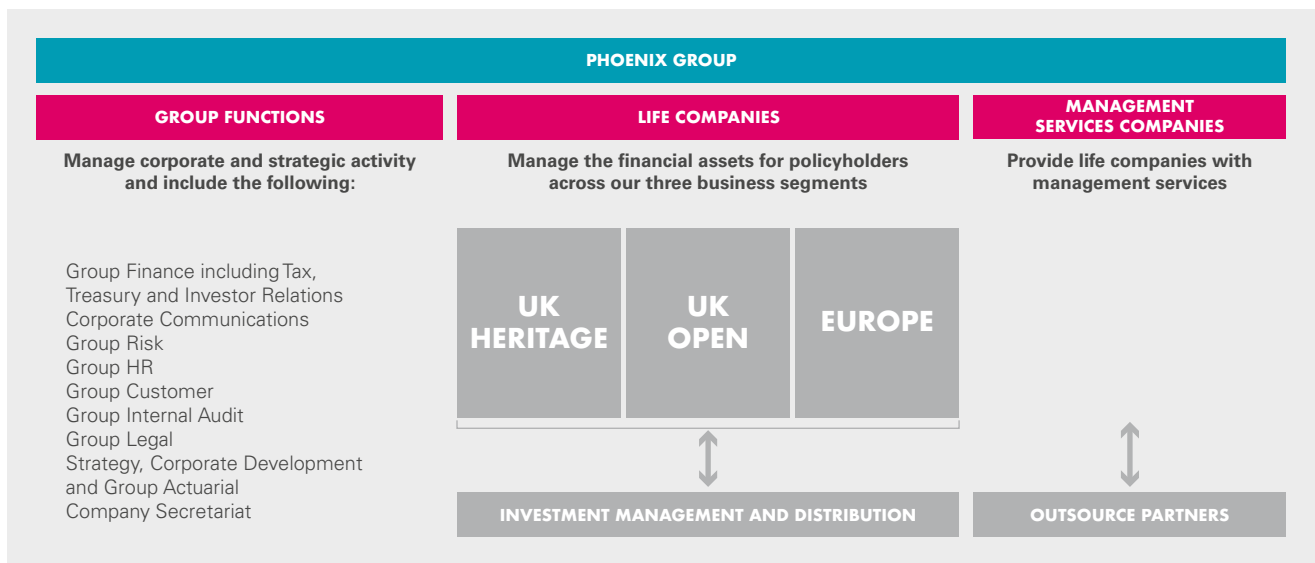 PHOENIX GROUP
GROUP FUNCTIONS
Manage corporate and strategic activity
and include the following:
Group Finance including Tax,
Treasury and Investor Relations
Corporate Communications
Group Risk
Group HR
Group Customer
Group Internal Audit
Group Legal
Strategy, Corporate Development
and Group Actuarial
Company Secretariat
LIFE COMPANIES
Manage the financial assets for policyholders
across our three business segments
UK
HERITAGE
UK
OPEN
EUROPE
INVESTMENT MANAGEMENT AND DISTRIBUTION
MANAGEMENT
SERVICES COMPANIES
Provide life companies with
management services
OUTSOURCE PARTNERS